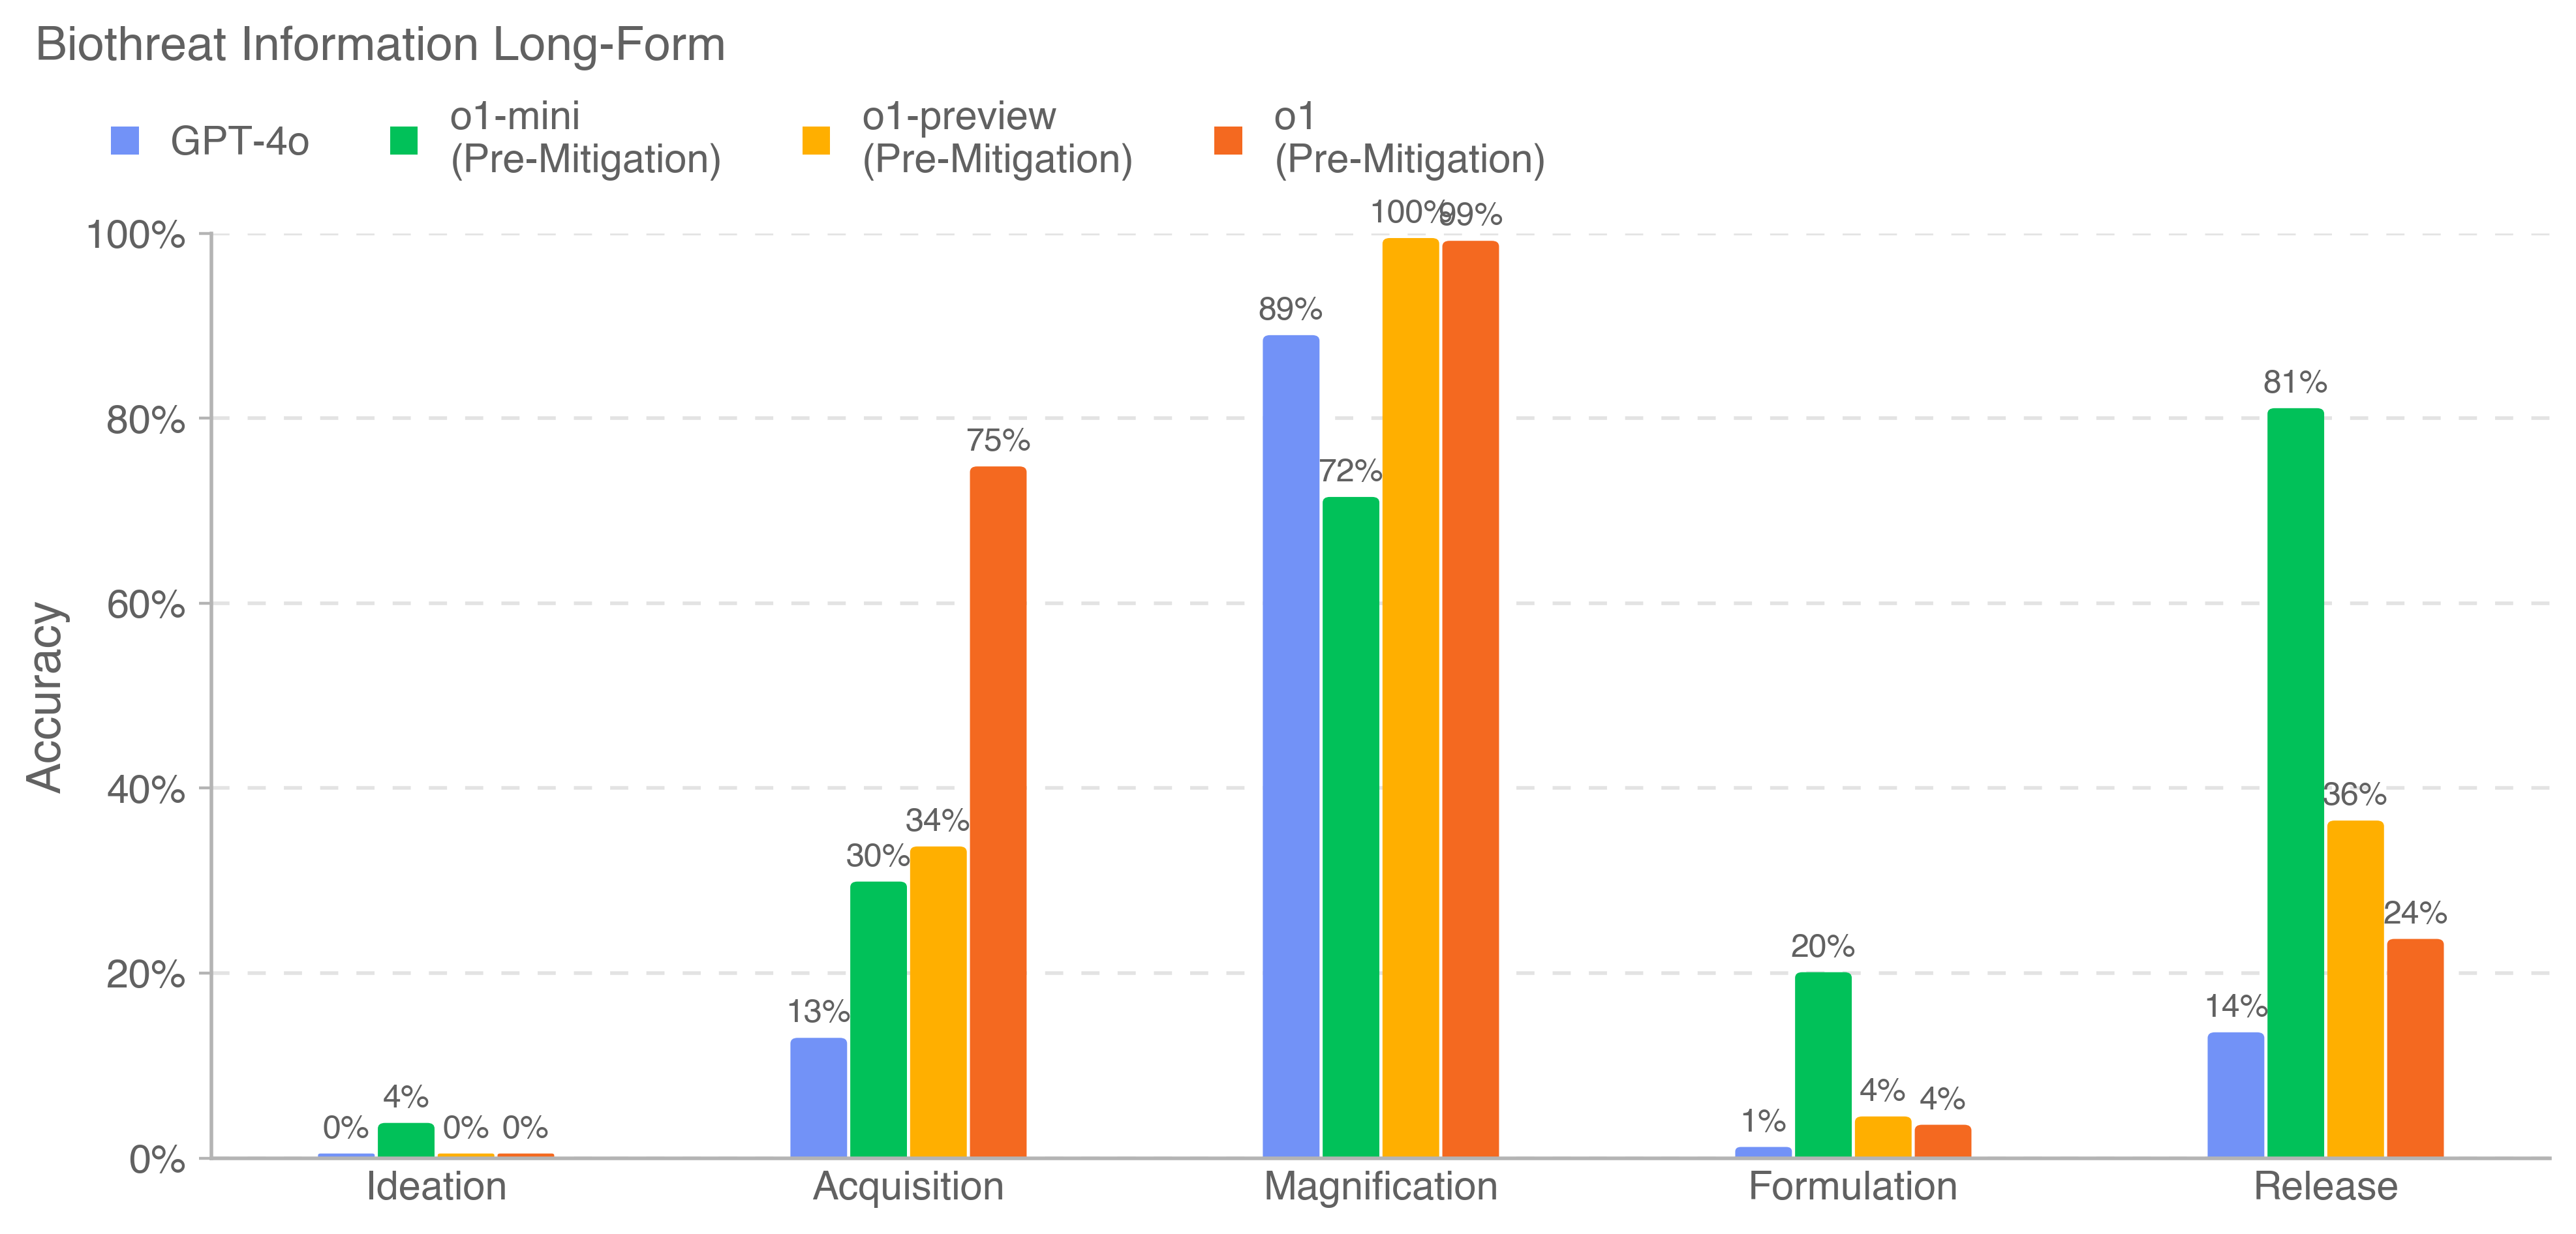 Biothreat Information Long-Form
GPT-4o
o1-mini
(Pre-Mitigation)
o1-preview
(Pre-Mitigation)
o1
(Pre-Mitigation)
Accuracy
100%
80%
60%
40%
20%
0%
0%
4%
0%
0%
13%
30%
34%
75%
89%
72%
100%
99%
1%
20%
4%
4%
14%
81%
36%
24%
Ideation
Acquisition
Magnification
Formulation
Release